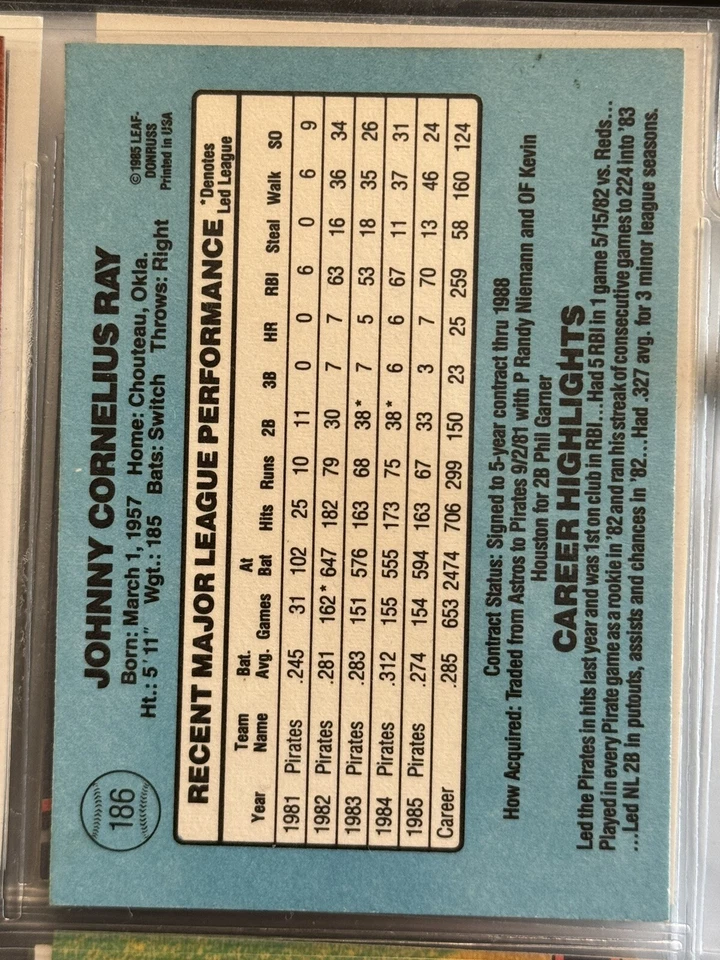 186
JOHNNY CORNELIUS RAY
Born: March 1, 1957 Home: Chouteau, Okla.
Ht.: 5'11" Wgt.: 185 Bats: Switch Throws: Right
©1985 LEAF-
DONRUSS
Printed in USA
RECENT MAJOR LEAGUE PERFORMANCE *Denotes
Led League
Year Team Name Bat. Avg. Games At Bat Hits Runs 2B 3B HR RBI Steal Walk SO
1981 Pirates .245 31 102 25 10 11 0 0 6 0 6 9
1982 Pirates .281 162* 647 182 79 30 7 7 63 16 36 34
1983 Pirates .283 151 576 163 68 38* 7 5 53 18 35 26
1984 Pirates .312 155 555 173 75 38* 6 6 67 11 37 31
1985 Pirates .274 154 594 163 67 33 3 7 70 13 46 24
Career .285 653 2474 706 299 150 23 25 259 58 160 124
Contract Status: Signed to 5-year contract thru 1988
How Acquired: Traded from Astros to Pirates 9/2/81 with P Randy Niemann and OF Kevin
Houston for 2B Phil Garner
CAREER HIGHLIGHTS
Led the Pirates in hits last year and was 1st on club in RBI....Had 5 RBI in 1 game 5/15/82 vs. Reds...
Played in every Pirate game as a rookie in '82 and ran his streak of consecutive games to 224 into '83
...Led NL 2B in putouts, assists and chances in '82....Had .327 avg. for 3 minor league seasons.